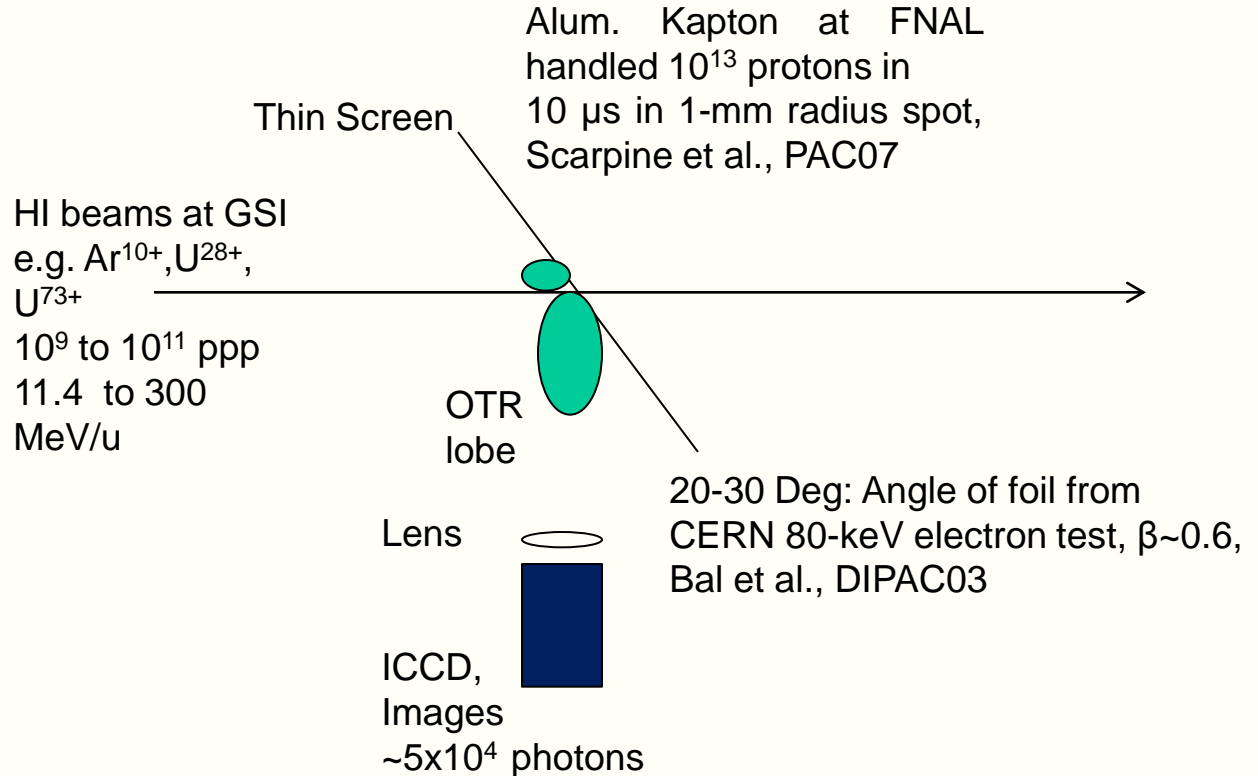 Alum. Kapton at FNAL
handled 10¹³ protons in
10 µs in 1-mm radius spot,
Scarpine et al., PAC07
Thin Screen
HI beams at GSI
e.g. Ar¹⁰⁺,U²⁸⁺,
U⁷³⁺
10⁹ to 10¹¹ ppp
11.4 to 300
MeV/u
OTR
lobe
20-30 Deg: Angle of foil from
CERN 80-keV electron test, β~0.6,
Bal et al., DIPAC03
Lens
ICCD,
Images
~5x10⁴ photons